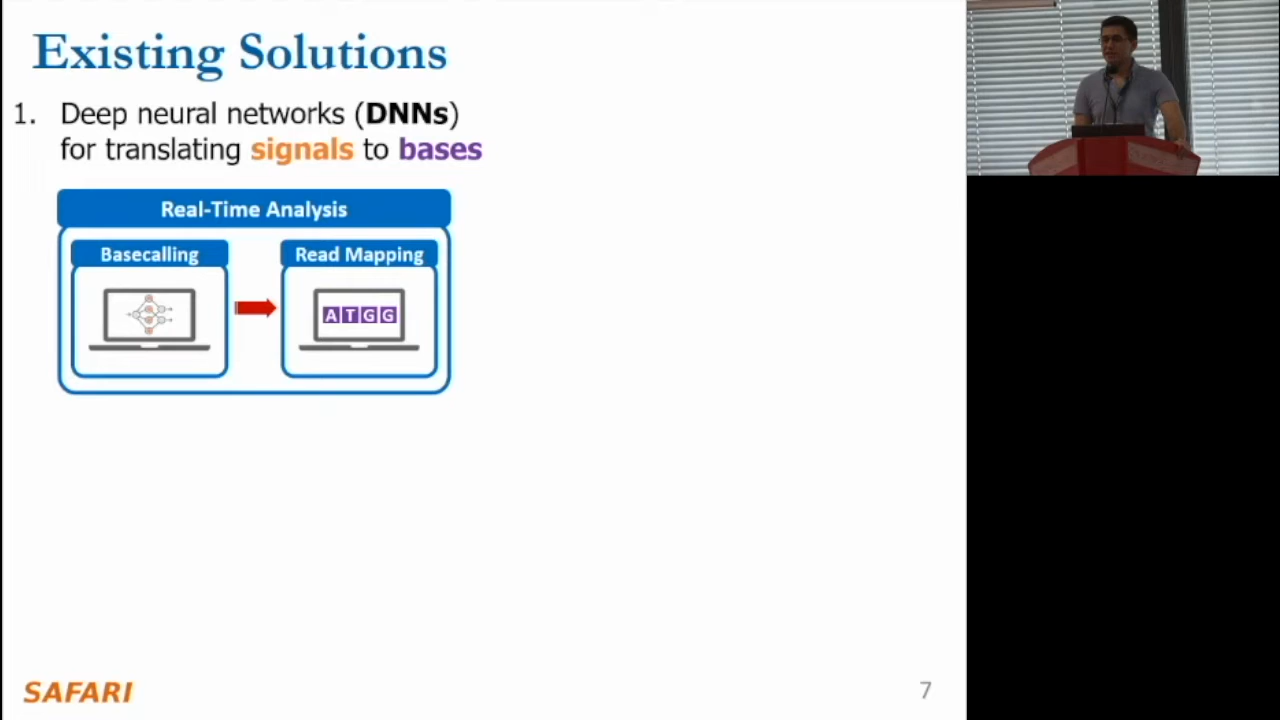 Existing Solutions
1. Deep neural networks (DNNs)
for translating signals to bases
Real-Time Analysis
Basecalling
Read Mapping
ATGG
SAFARI
7